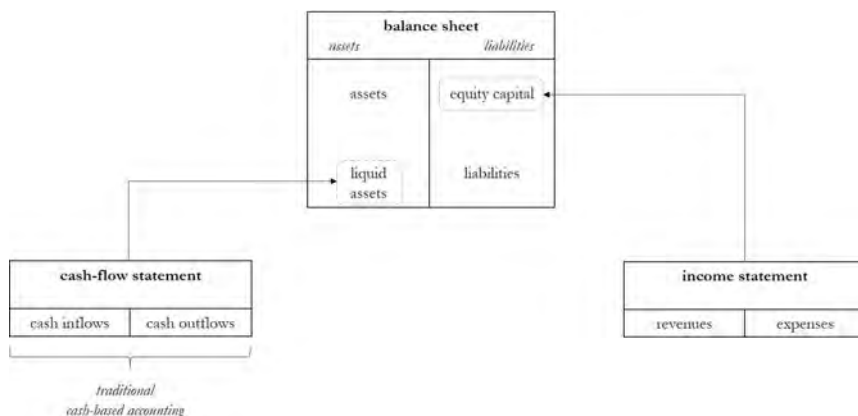 balance sheet
assets liabilities
assets equity capital
liquid
assets
liabilities
cash-flow statement income statement
cash inflows cash outflows revenues expenses
traditional
cash-based accounting